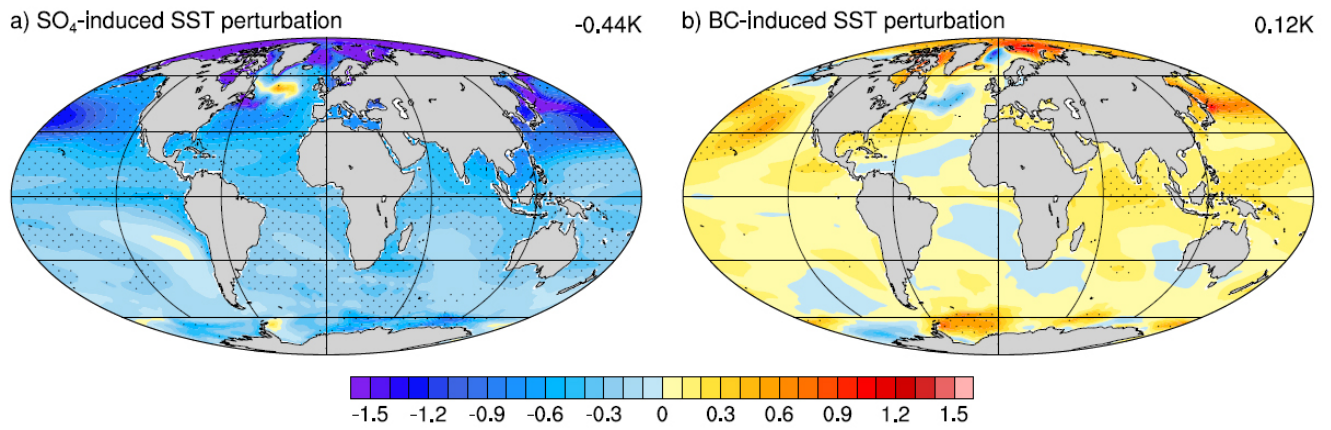 a) SO₄-induced SST perturbation -0.44K
b) BC-induced SST perturbation 0.12K
-1.5 -1.2 -0.9 -0.6 -0.3 0 0.3 0.6 0.9 1.2 1.5